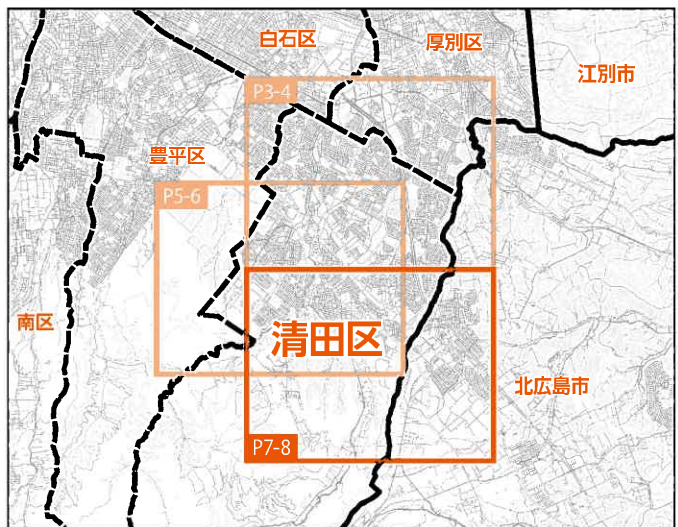 白石区
厚別区
江別市
P3-4
豊平区
P5-6
南区
清田区
北広島市
P7-8